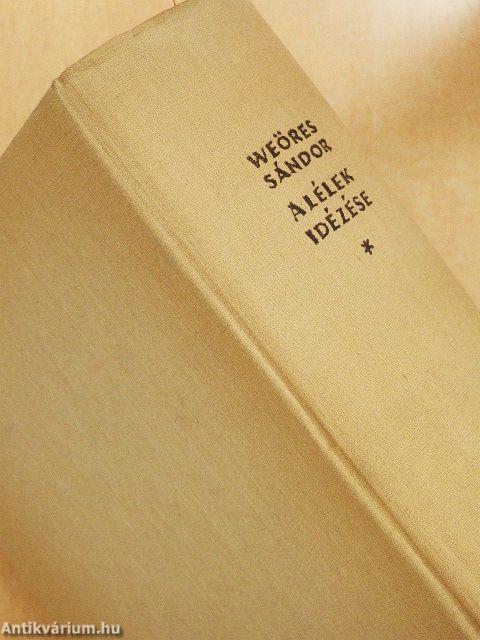 WEÖRES
SÁNDOR
A LÉLEK
IDÉZÉSE
*
Antikvárium.hu